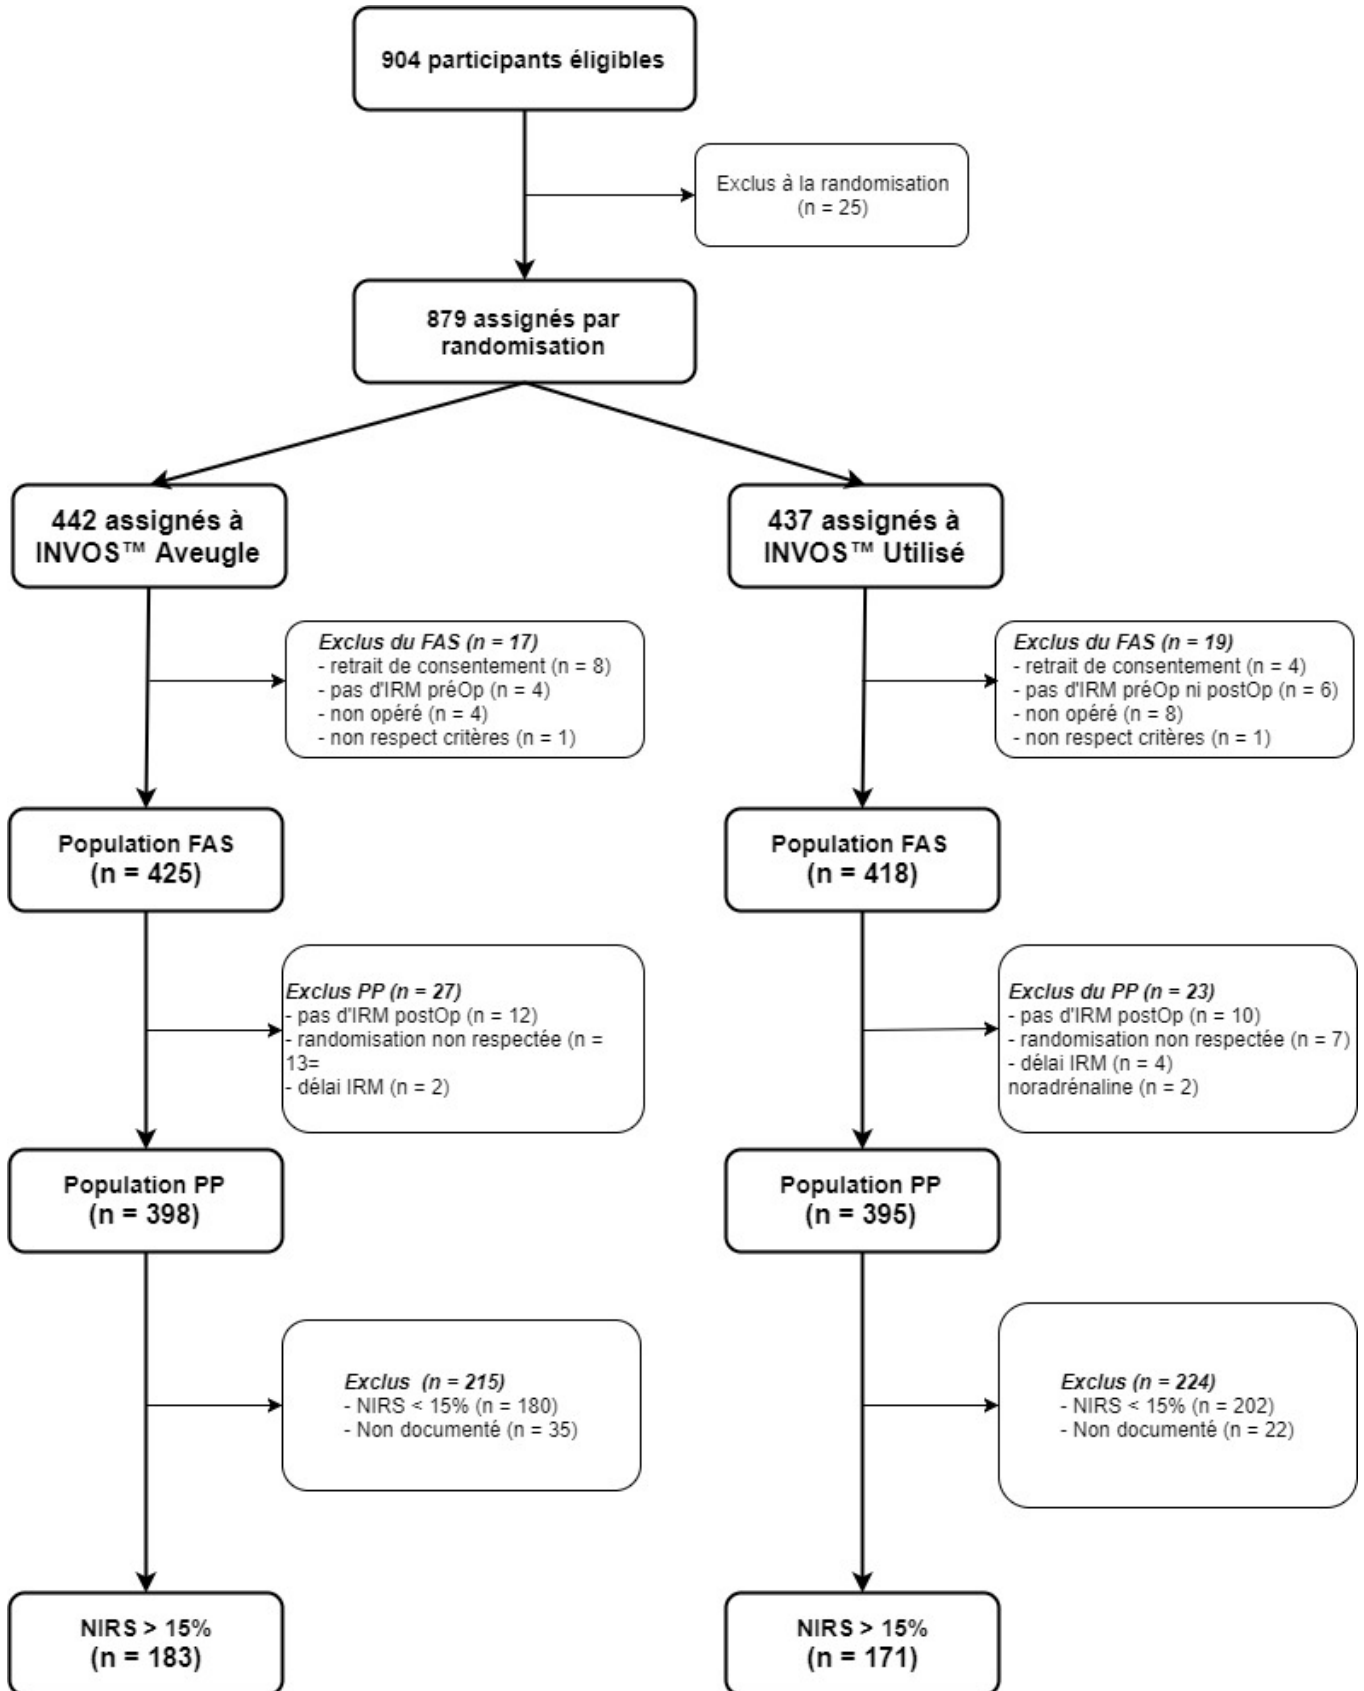 904 participants éligibles
Exclus à la randomisation
(n = 25)
879 assignés par
randomisation
442 assignés à
INVOS™ Aveugle
437 assignés à
INVOS™ Utilisé
Exclus du FAS (n = 17)
- retrait de consentement (n = 8)
- pas d'IRM préOp (n = 4)
- non opéré (n = 4)
- non respect critères (n = 1)
Exclus du FAS (n = 19)
- retrait de consentement (n = 4)
- pas d'IRM préOp ni postOp (n = 6)
- non opéré (n = 8)
- non respect critères (n = 1)
Population FAS
(n = 425)
Population FAS
(n = 418)
Exclus PP (n = 27)
- pas d'IRM postOp (n = 12)
- randomisation non respectée (n =
13=
- délai IRM (n = 2)
Exclus du PP (n = 23)
- pas d'IRM postOp (n = 10)
- randomisation non respectée (n = 7)
- délai IRM (n = 4)
noradrénaline (n = 2)
Population PP
(n = 398)
Population PP
(n = 395)
Exclus (n = 215)
- NIRS < 15% (n = 180)
- Non documenté (n = 35)
Exclus (n = 224)
- NIRS < 15% (n = 202)
- Non documenté (n = 22)
NIRS > 15%
(n = 183)
NIRS > 15%
(n = 171)